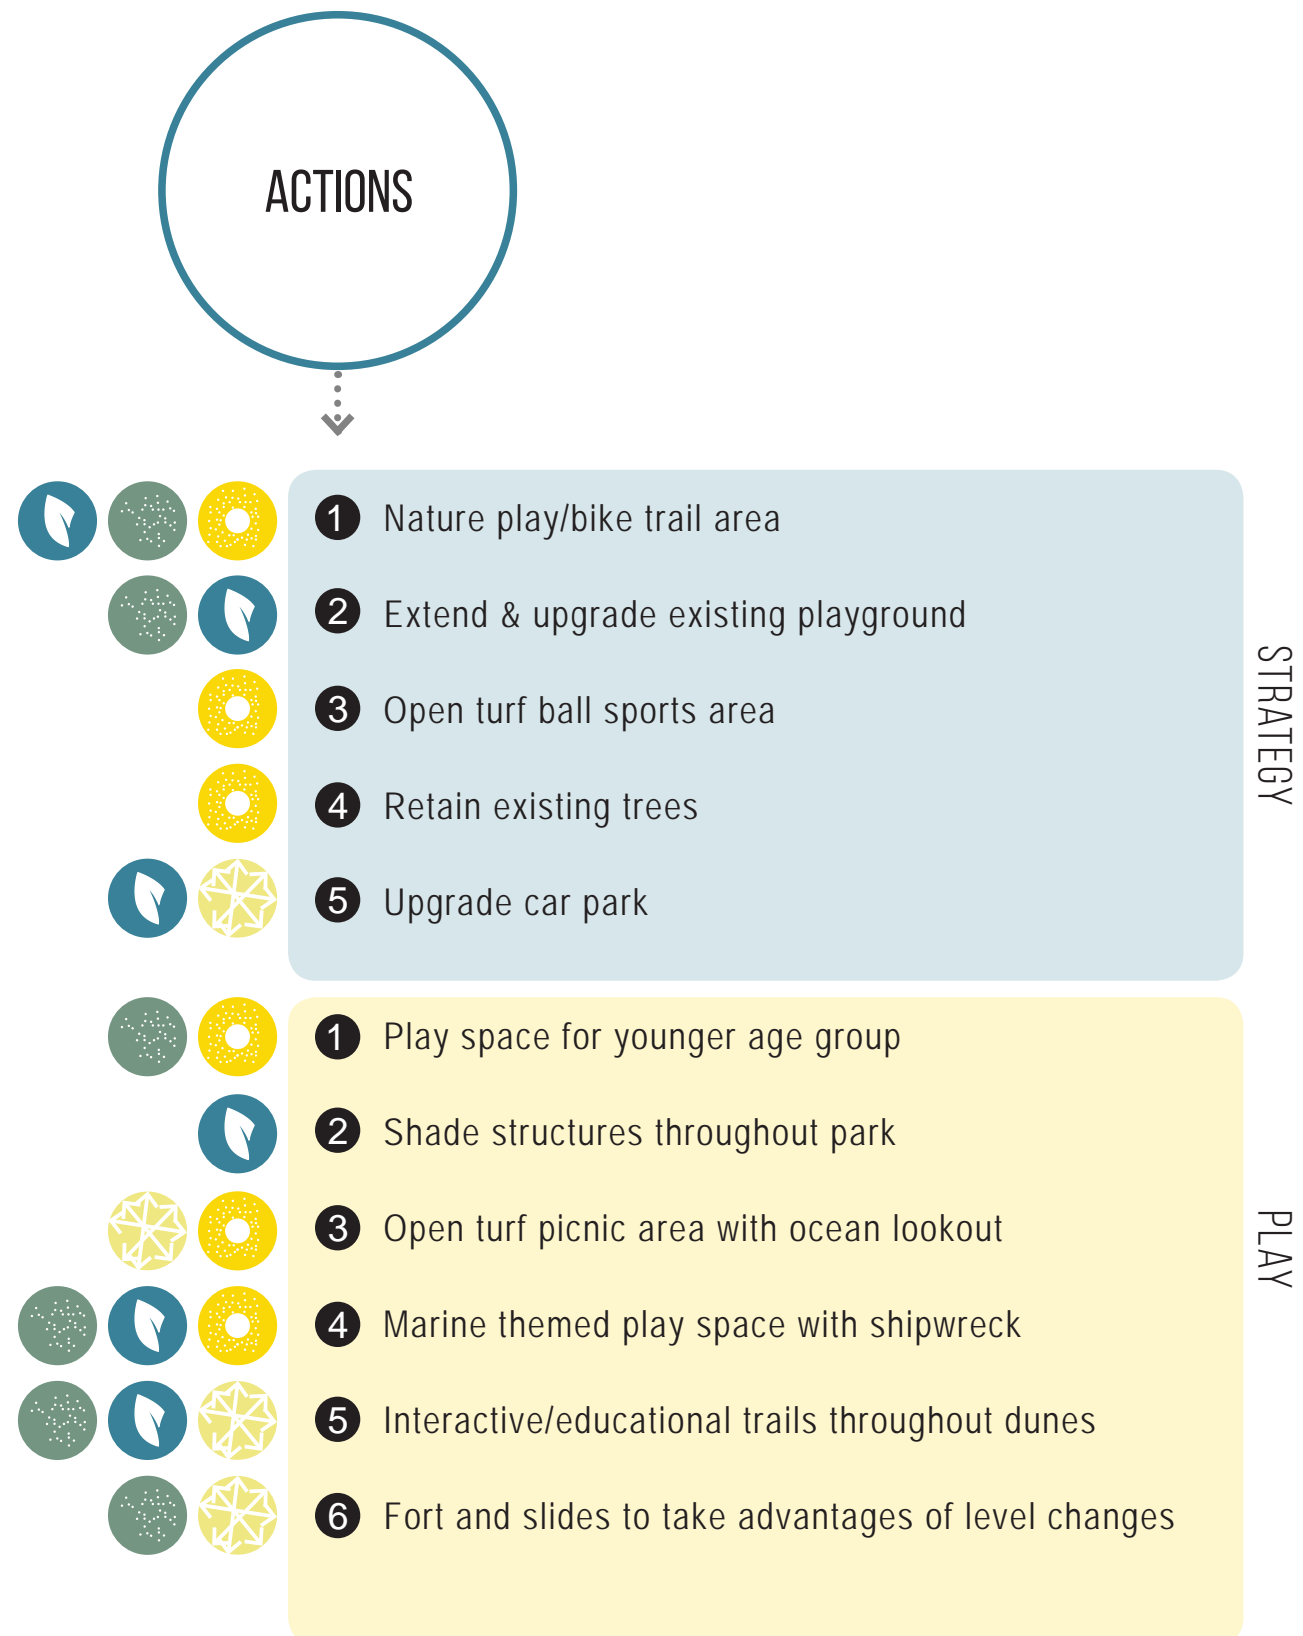 ACTIONS
1 Nature play/bike trail area
2 Extend & upgrade existing playground
3 Open turf ball sports area
4 Retain existing trees
5 Upgrade car park
STRATEGY
1 Play space for younger age group
2 Shade structures throughout park
3 Open turf picnic area with ocean lookout
4 Marine themed play space with shipwreck
5 Interactive/educational trails throughout dunes
6 Fort and slides to take advantages of level changes
PLAY